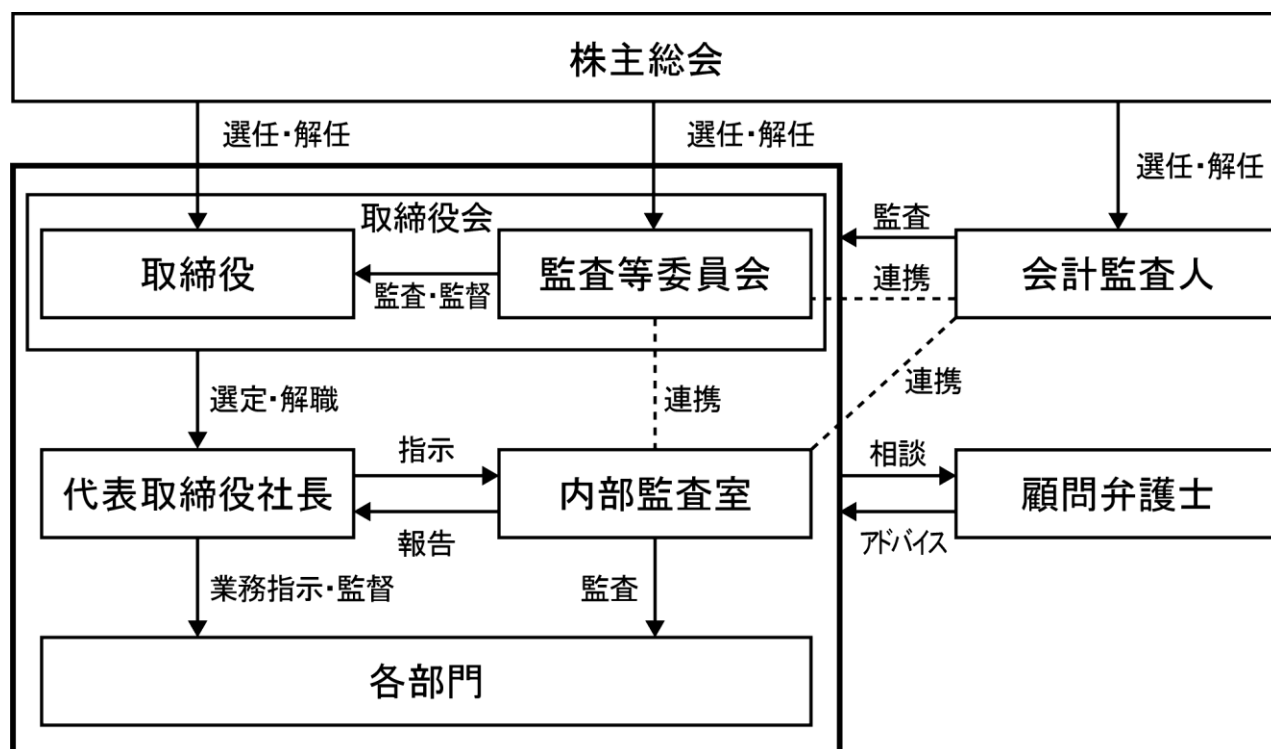 株主総会
選任・解任
選任・解任
選任・解任
取締役会
取締役
監査・監督
監査等委員会
監査
連携
会計監査人
選定・解職
連携
連携
代表取締役社長
指示
報告
内部監査室
相談
アドバイス
顧問弁護士
業務指示・監督
監査
各部門